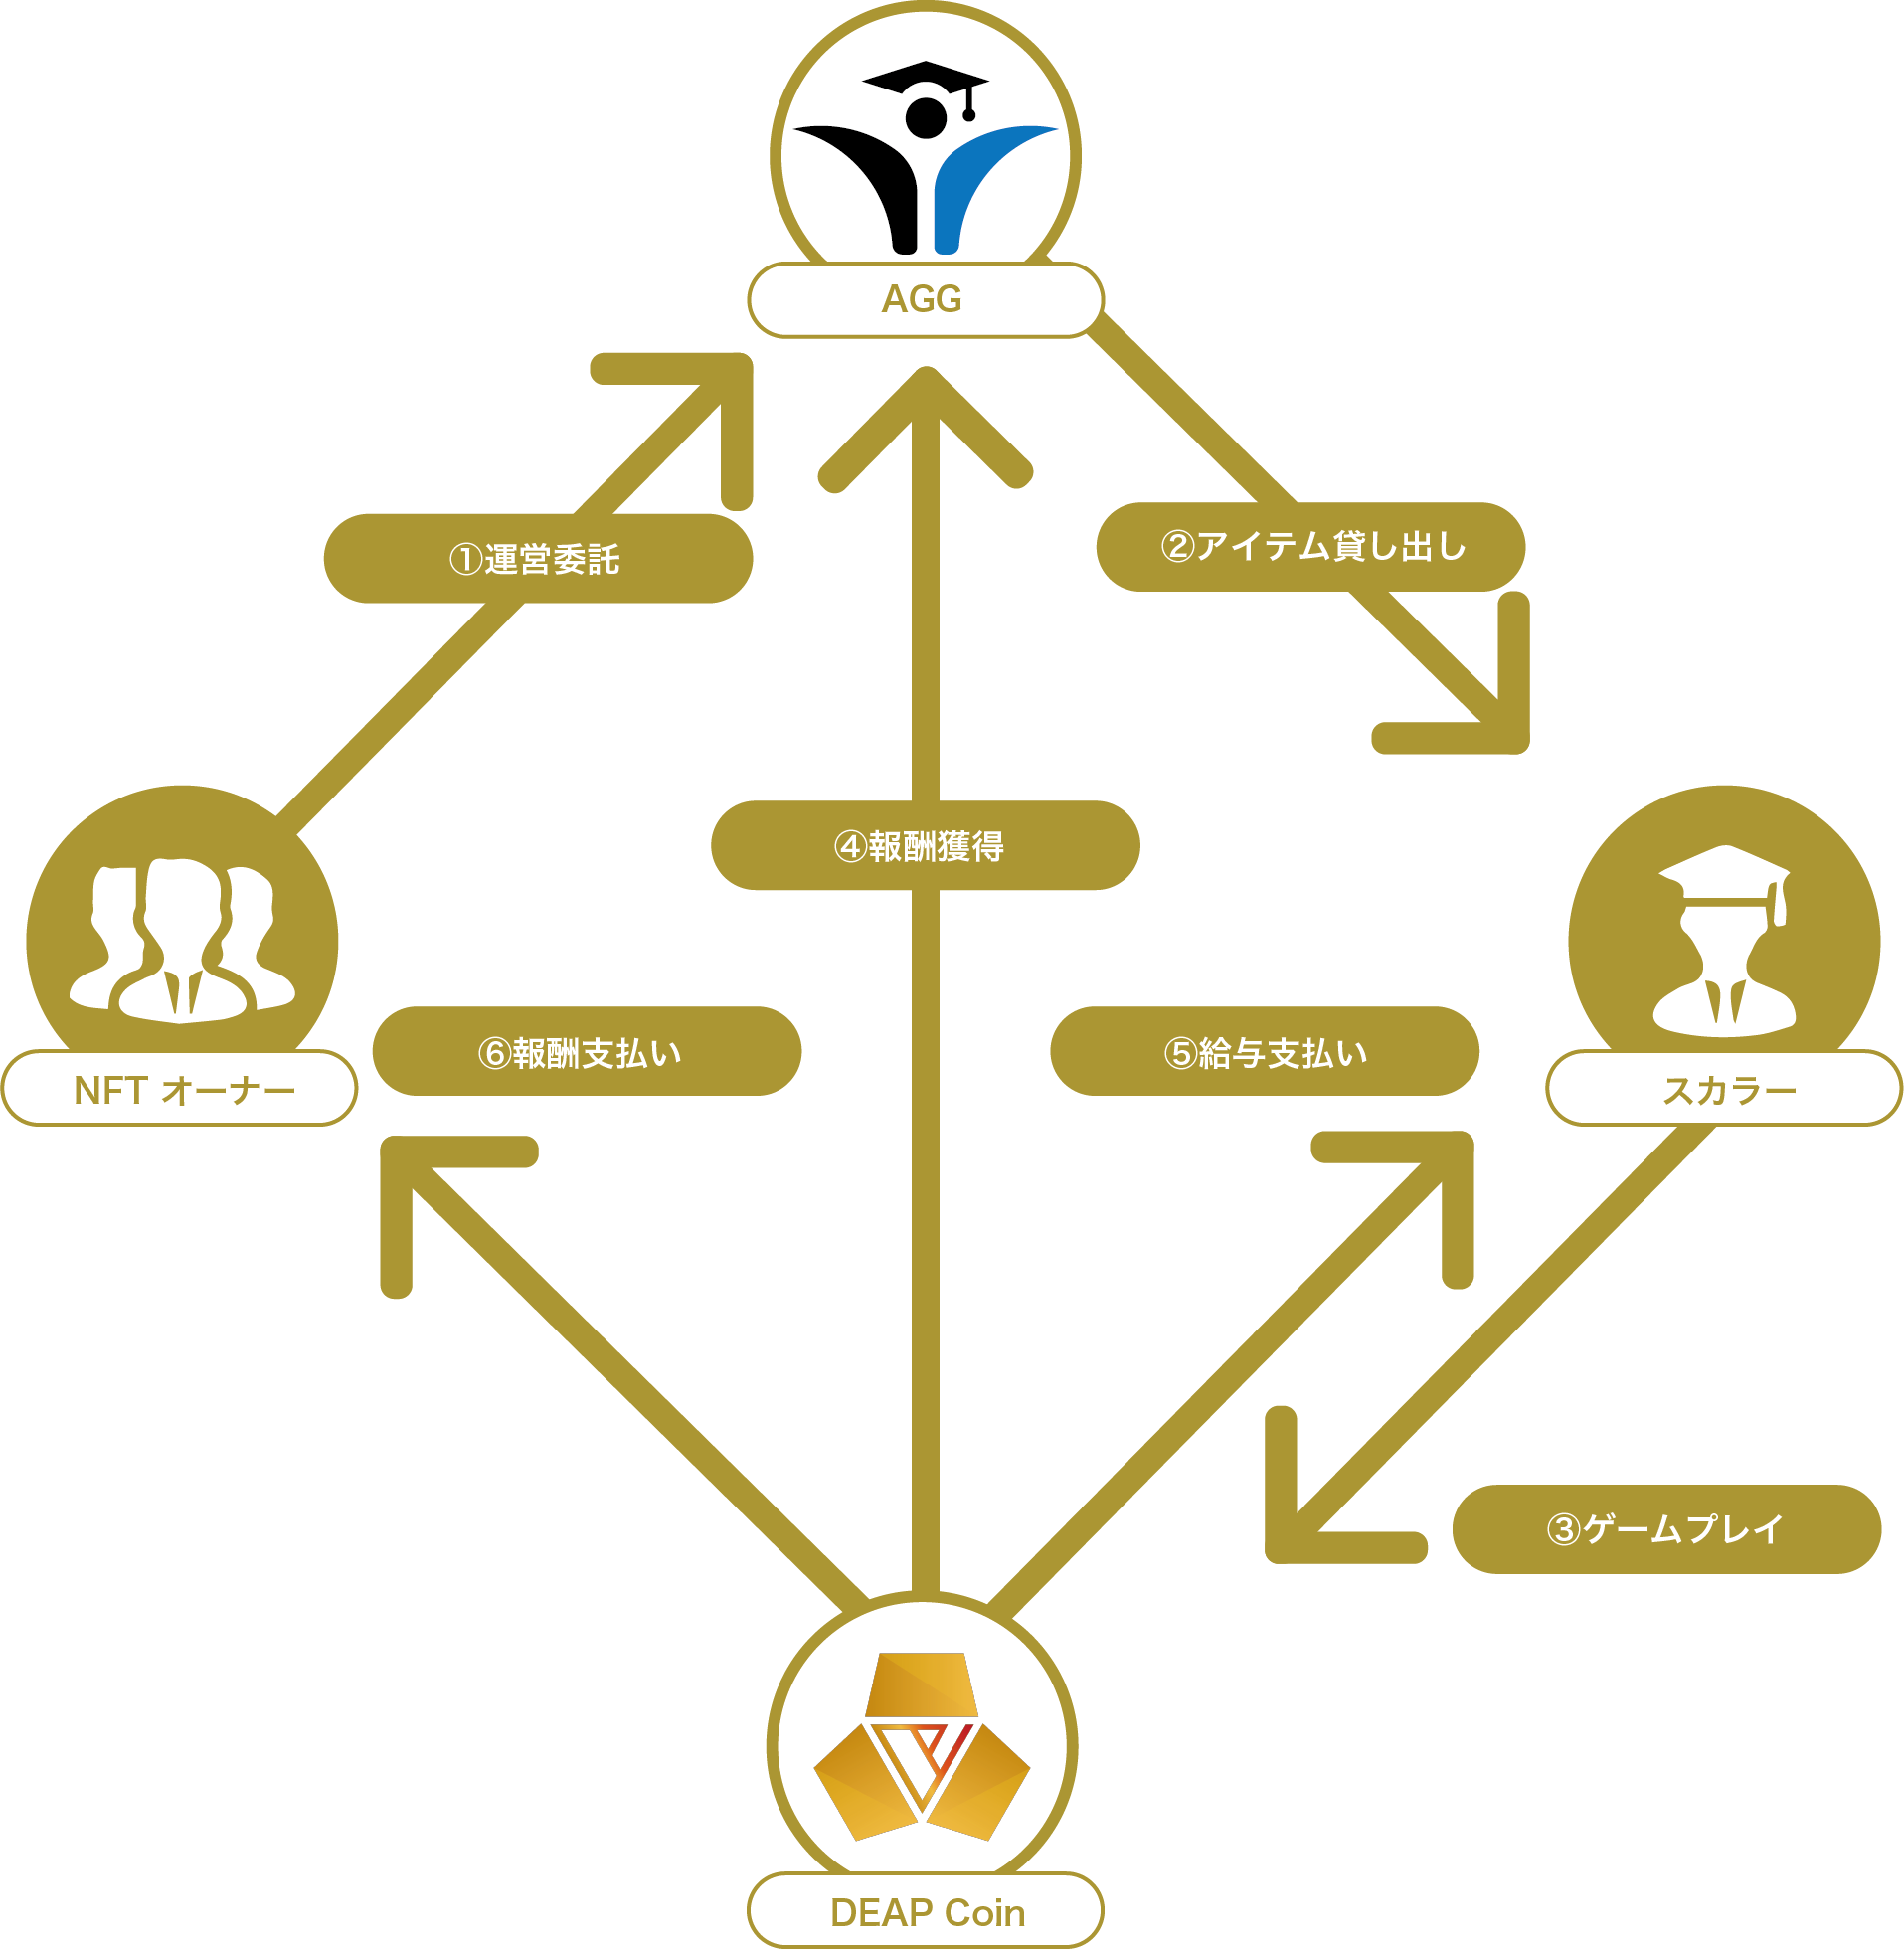 AGG
①運営委託
②アイテム貸し出し
④報酬獲得
⑥報酬支払い
⑤給与支払い
NFT オーナー
スカラー
③ゲームプレイ
DEAP Coin